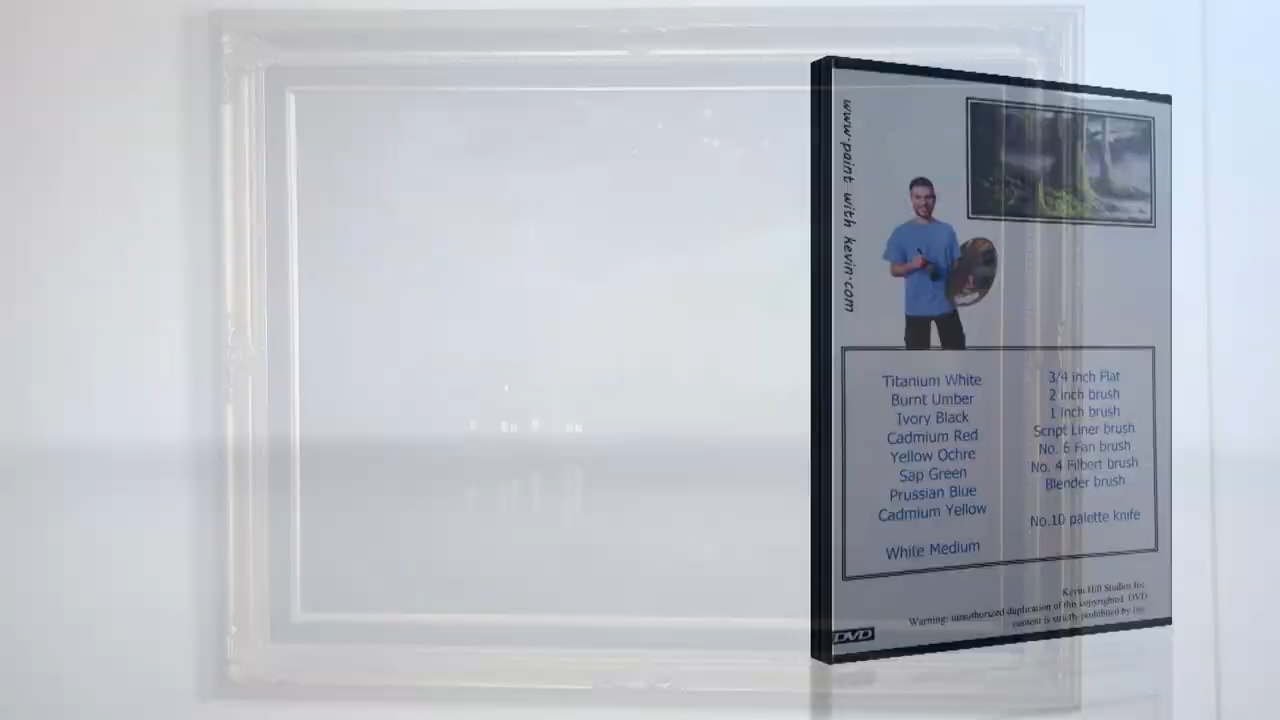 www.paint with kevin.com
Titanium White
Burnt Umber
Ivory Black
Cadmium Red
Yellow Ochre
Sap Green
Prussian Blue
Cadmium Yellow
White Medium
3/4 inch Flat
2 inch brush
1 inch brush
Script Liner brush
No. 6 Fan brush
No. 4 Filbert brush
Blender brush
No.10 palette knife
Kevin Hill Studios Inc
Warning: unauthorized duplication of this copyrighted DVD
content is strictly prohibited by
DVD